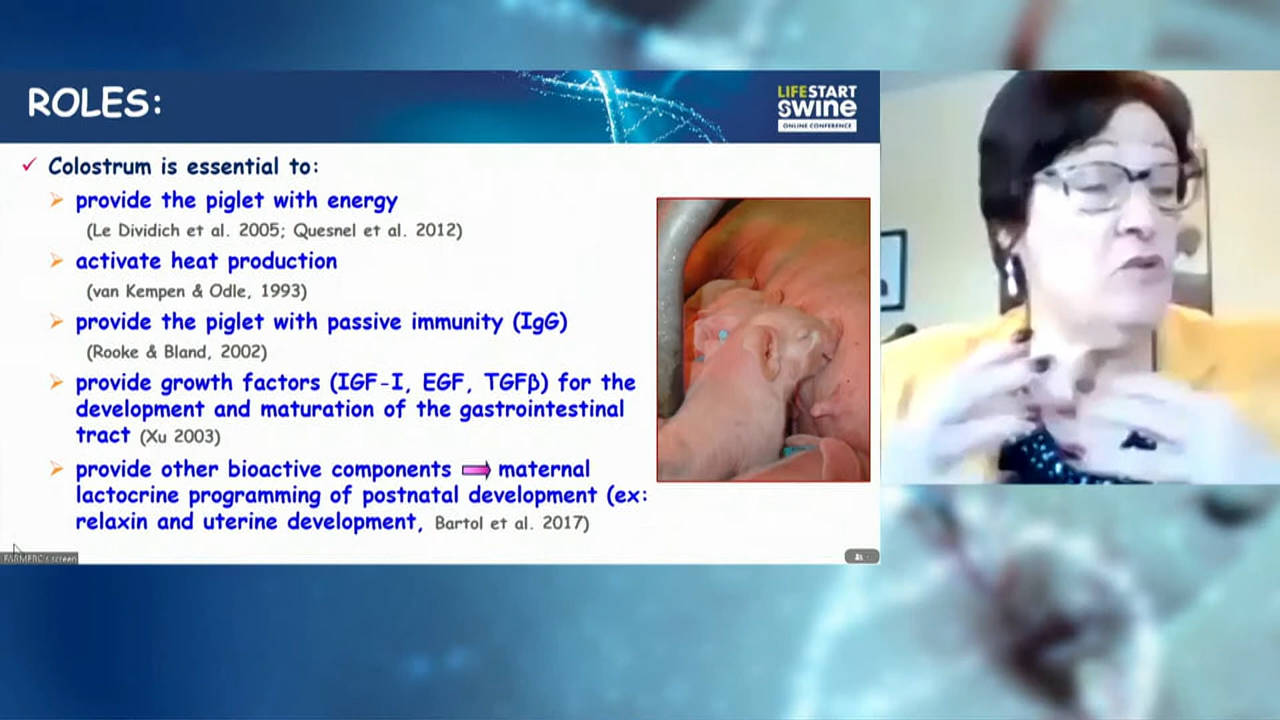 ROLES:
LIFESTART
SWINE
ONLINE CONFERENCE
✓ Colostrum is essential to:
➢ provide the piglet with energy
(Le Dividich et al. 2005; Quesnel et al. 2012)
➢ activate heat production
(van Kempen & Odle, 1993)
➢ provide the piglet with passive immunity (IgG)
(Rooke & Bland, 2002)
➢ provide growth factors (IGF-I, EGF, TGFβ) for the
development and maturation of the gastrointestinal
tract (Xu 2003)
➢ provide other bioactive components ⇨ maternal
lactocrine programming of postnatal development (ex:
relaxin and uterine development, Bartol et al. 2017)
screen